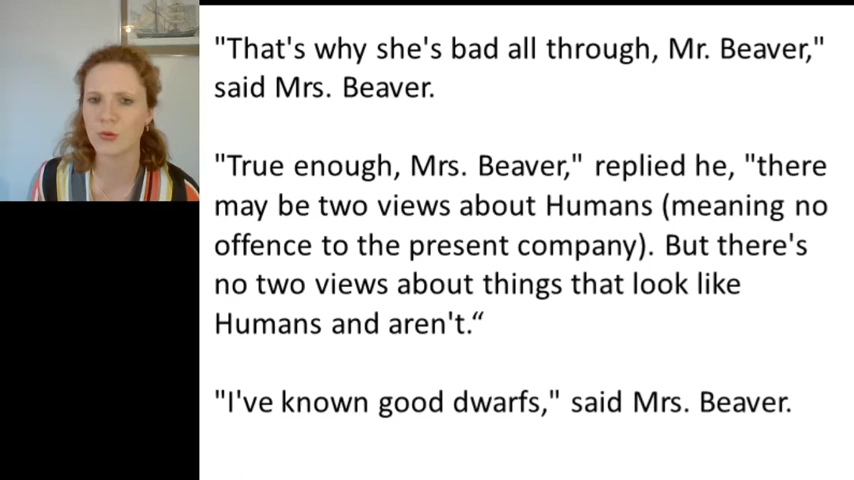 "That's why she's bad all through, Mr. Beaver,"
said Mrs. Beaver.
"True enough, Mrs. Beaver," replied he, "there
may be two views about Humans (meaning no
offence to the present company). But there's
no two views about things that look like
Humans and aren't.“
"I've known good dwarfs," said Mrs. Beaver.